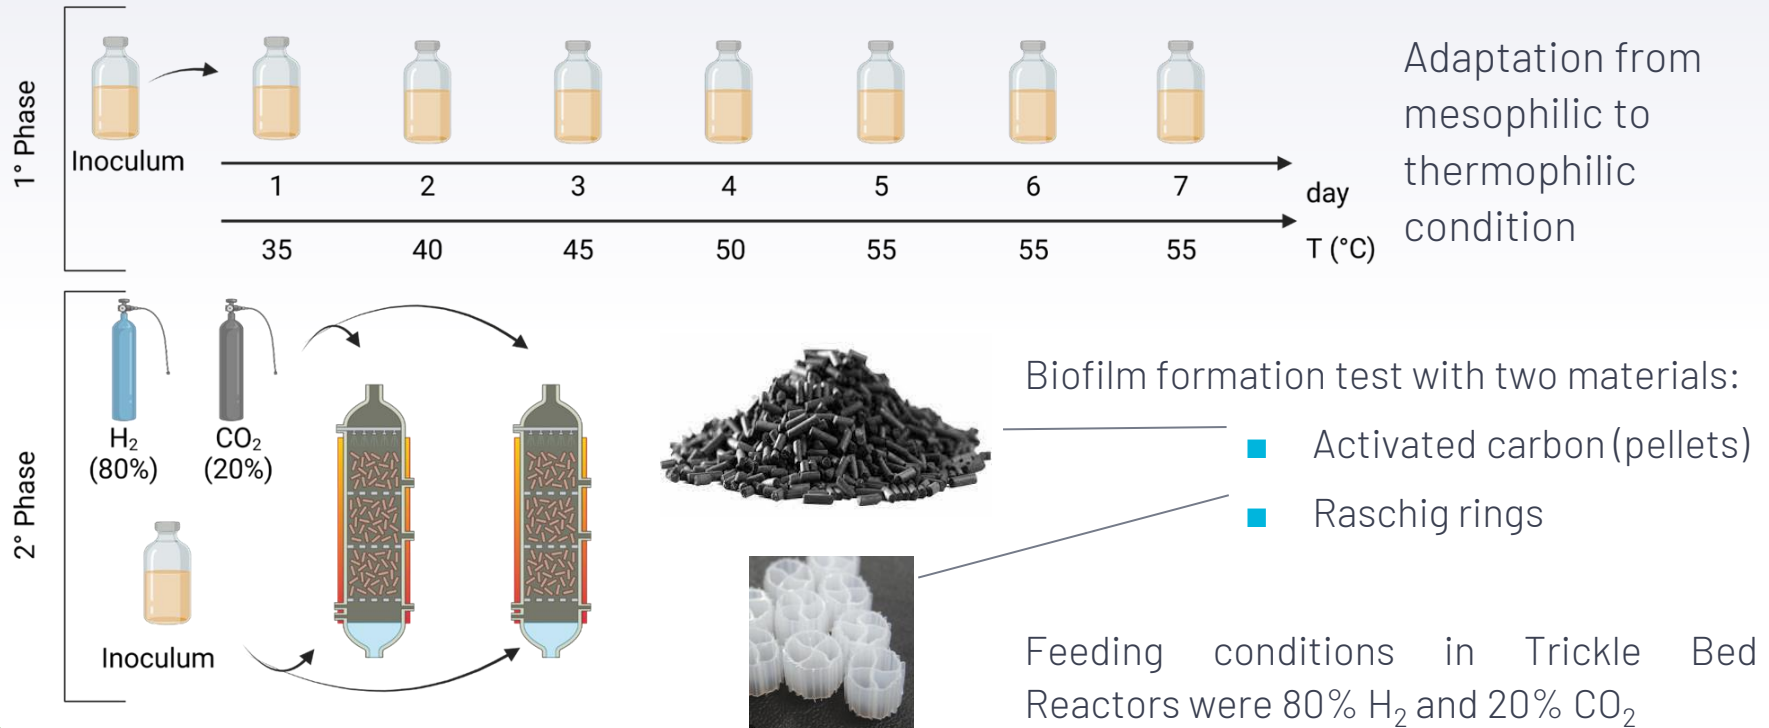 1° Phase
Inoculum
1 2 3 4 5 6 7 day
35 40 45 50 55 55 55 T (°C)
Adaptation from
mesophilic to
thermophilic
condition
2° Phase
H₂ CO₂
(80%) (20%)
Inoculum
Biofilm formation test with two materials:
Activated carbon (pellets)
Raschig rings
Feeding conditions in Trickle Bed
Reactors were 80% H₂ and 20% CO₂